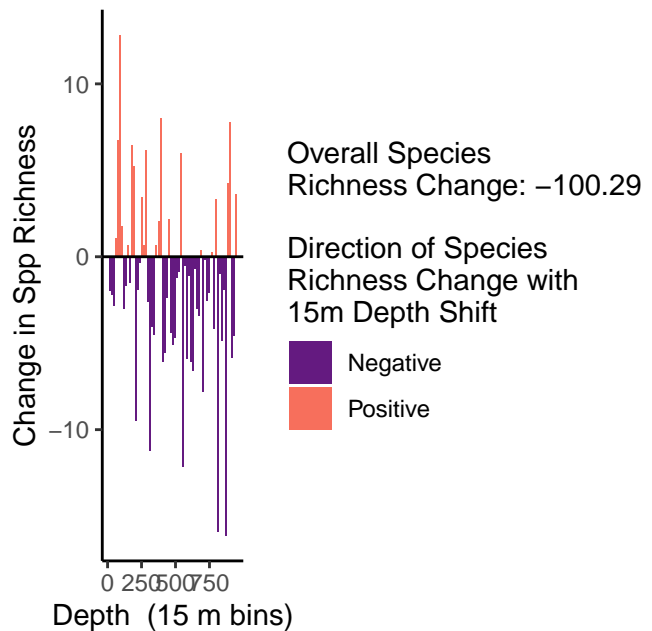 10
0
−10
Change in Spp Richness
0 250 500 750
Depth (15 m bins)
Overall Species
Richness Change: −100.29
Direction of Species
Richness Change with
15m Depth Shift
Negative
Positive